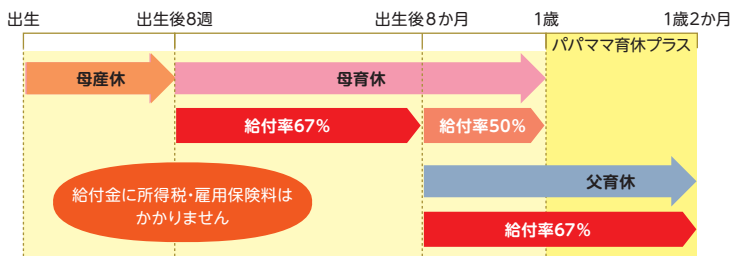 出生
出生後8週
出生後8か月
1歳
1歳2か月
パパママ育休プラス
母産休
母育休
給付率67%
給付率50%
父育休
給付金に所得税・雇用保険料は
かかりません
給付率67%